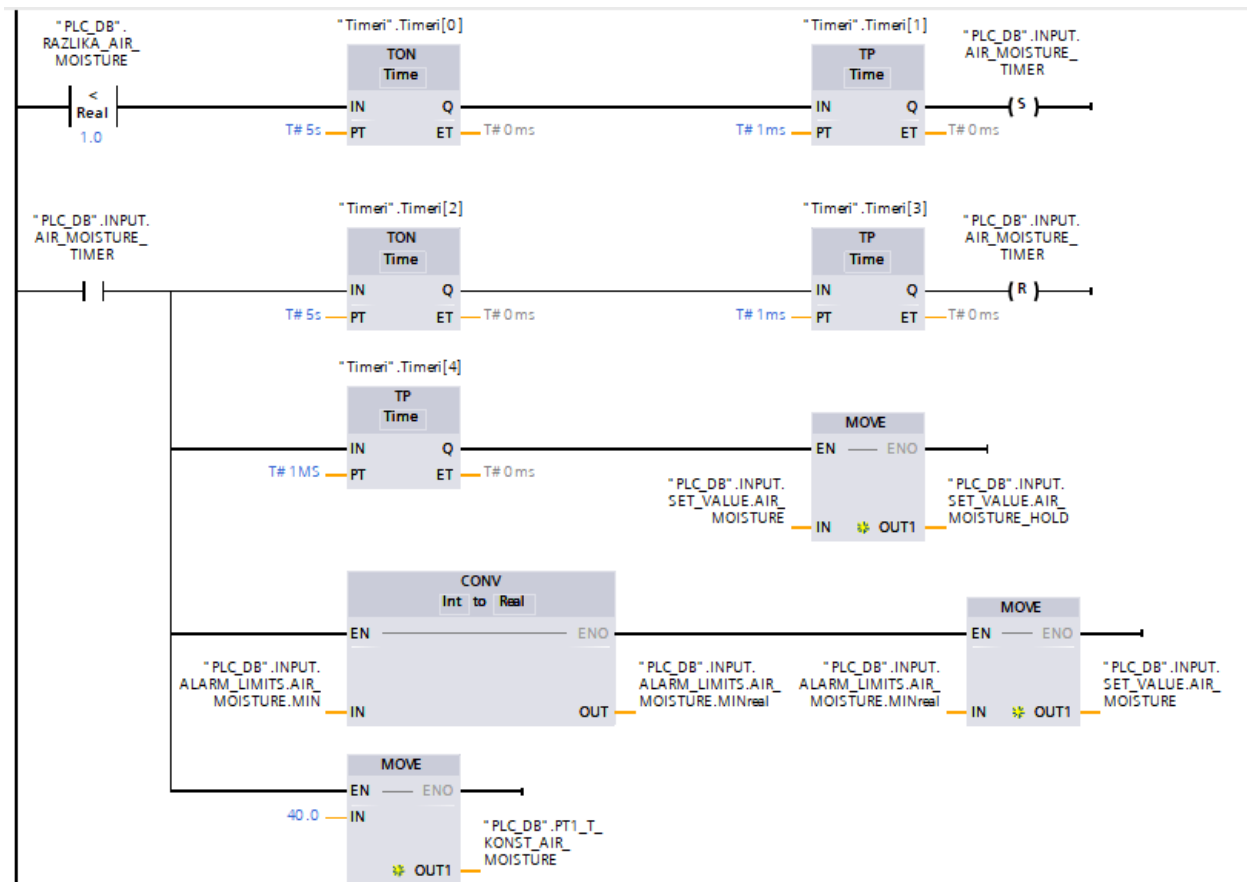 "PLC_DB".
RAZLIKA_AIR_
MOISTURE
<
Real
1.0
"Timeri".Timeri[0]
TON
Time
IN Q
T#5s PT ET T#0ms
"Timeri".Timeri[1]
TP
Time
IN Q
T#1ms PT ET T#0ms
"PLC_DB".INPUT.
AIR_MOISTURE_
TIMER
S
"PLC_DB".INPUT.
AIR_MOISTURE_
TIMER
"Timeri".Timeri[2]
TON
Time
IN Q
T#5s PT ET T#0ms
"Timeri".Timeri[3]
TP
Time
IN Q
T#1ms PT ET T#0ms
"PLC_DB".INPUT.
AIR_MOISTURE_
TIMER
R
"Timeri".Timeri[4]
TP
Time
IN Q
T#1MS PT ET T#0ms
MOVE
EN ENO
"PLC_DB".INPUT.
SET_VALUE.AIR_
MOISTURE
IN OUT1
"PLC_DB".INPUT.
SET_VALUE.AIR_
MOISTURE_HOLD
CONV
Int to Real
EN ENO
"PLC_DB".INPUT.
ALARM_LIMITS.AIR_
MOISTURE.MIN
IN OUT
"PLC_DB".INPUT.
ALARM_LIMITS.AIR_
MOISTURE.MINreal
MOVE
EN ENO
"PLC_DB".INPUT.
ALARM_LIMITS.AIR_
MOISTURE.MINreal
IN OUT1
"PLC_DB".INPUT.
SET_VALUE.AIR_
MOISTURE
MOVE
EN ENO
40.0 IN
OUT1
"PLC_DB".PT1_T_
KONST_AIR_
MOISTURE